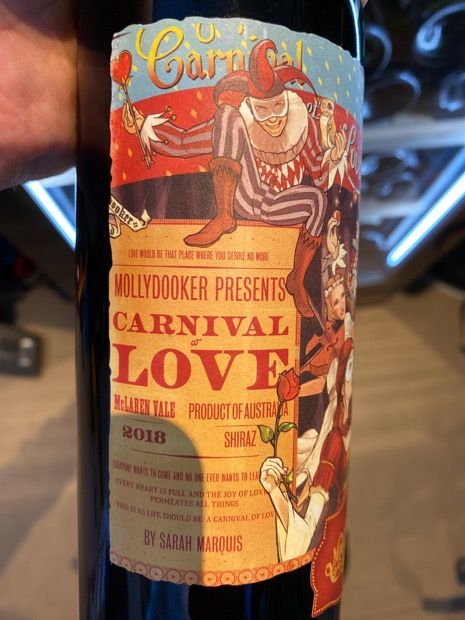 Carnival
LOVE WOULD BE THAT PLACE WHERE YOU DESIRE NO MORE
MOLLYDOOKER PRESENTS
CARNIVAL
of
LOVE
McLAREN VALE PRODUCT OF AUSTRALIA
2018 SHIRAZ
EVERYONE WANTS TO COME AND NO ONE EVER WANTS TO
EVERY HEART IS FULL AND THE JOY OF LOVE
PERMEATES ALL THINGS
THIS IS AS LIFE SHOULD BE A CARNIVAL OF
BY SARAH MARQUIS